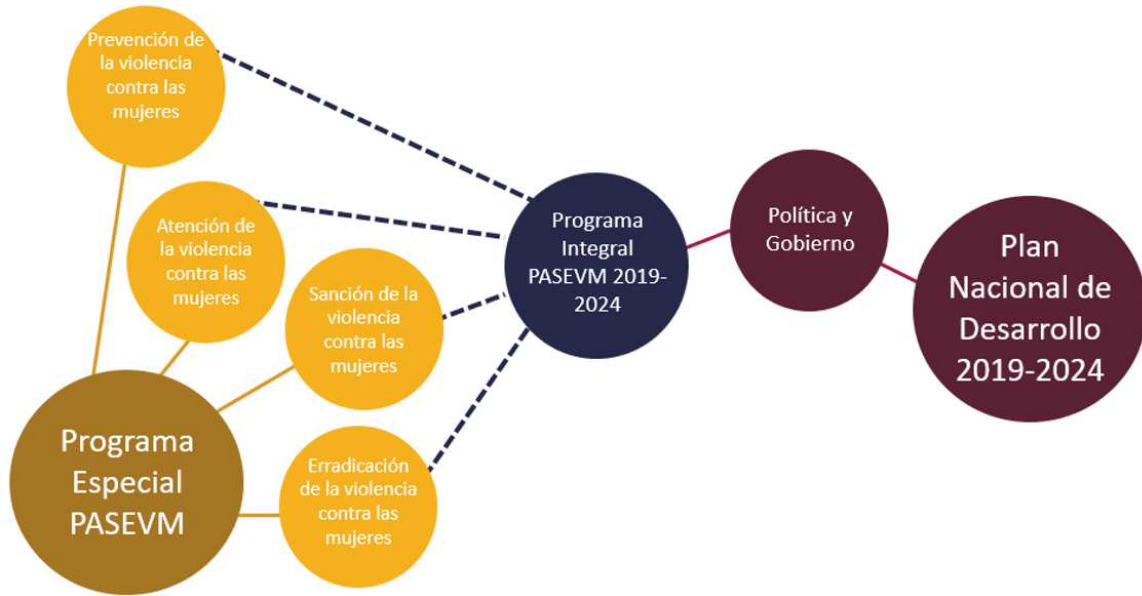 Prevención de
la violencia
contra las
mujeres
Atención de
la violencia
contra las
mujeres
Sanción de la
violencia
contra las
mujeres
Erradicación
de la violencia
contra las
mujeres
Programa
Especial
PASEVM
Programa
Integral
PASEVM 2019-
2024
Política y
Gobierno
Plan
Nacional de
Desarrollo
2019-2024